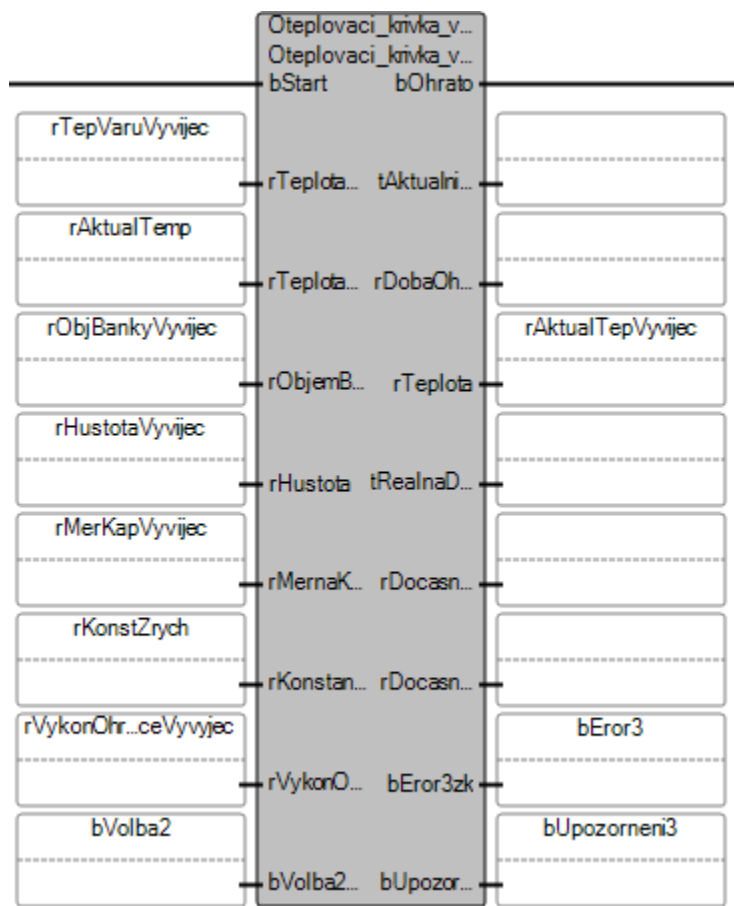 Oteplovaci_krivka_v...
Oteplovaci_krivka_v...
bStart bOhrato
rTepVaruVyvijec
rTeplota... tAktualni...
rAktualTemp
rTeplota... rDobaOh...
rObjBankyVyvijec rAktualTepVyvijec
rObjemB... rTeplota
rHustotaVyvijec
rHustota tRealnaD...
rMerKapVyvijec
rMernaK... rDocasn...
rKonstZrych
rKonstan... rDocasn...
rVykonOhr...ceVyvyjec bEror3
rVykonO... bEror3zk
bVolba2 bUpozorneni3
bVolba2... bUpozor...